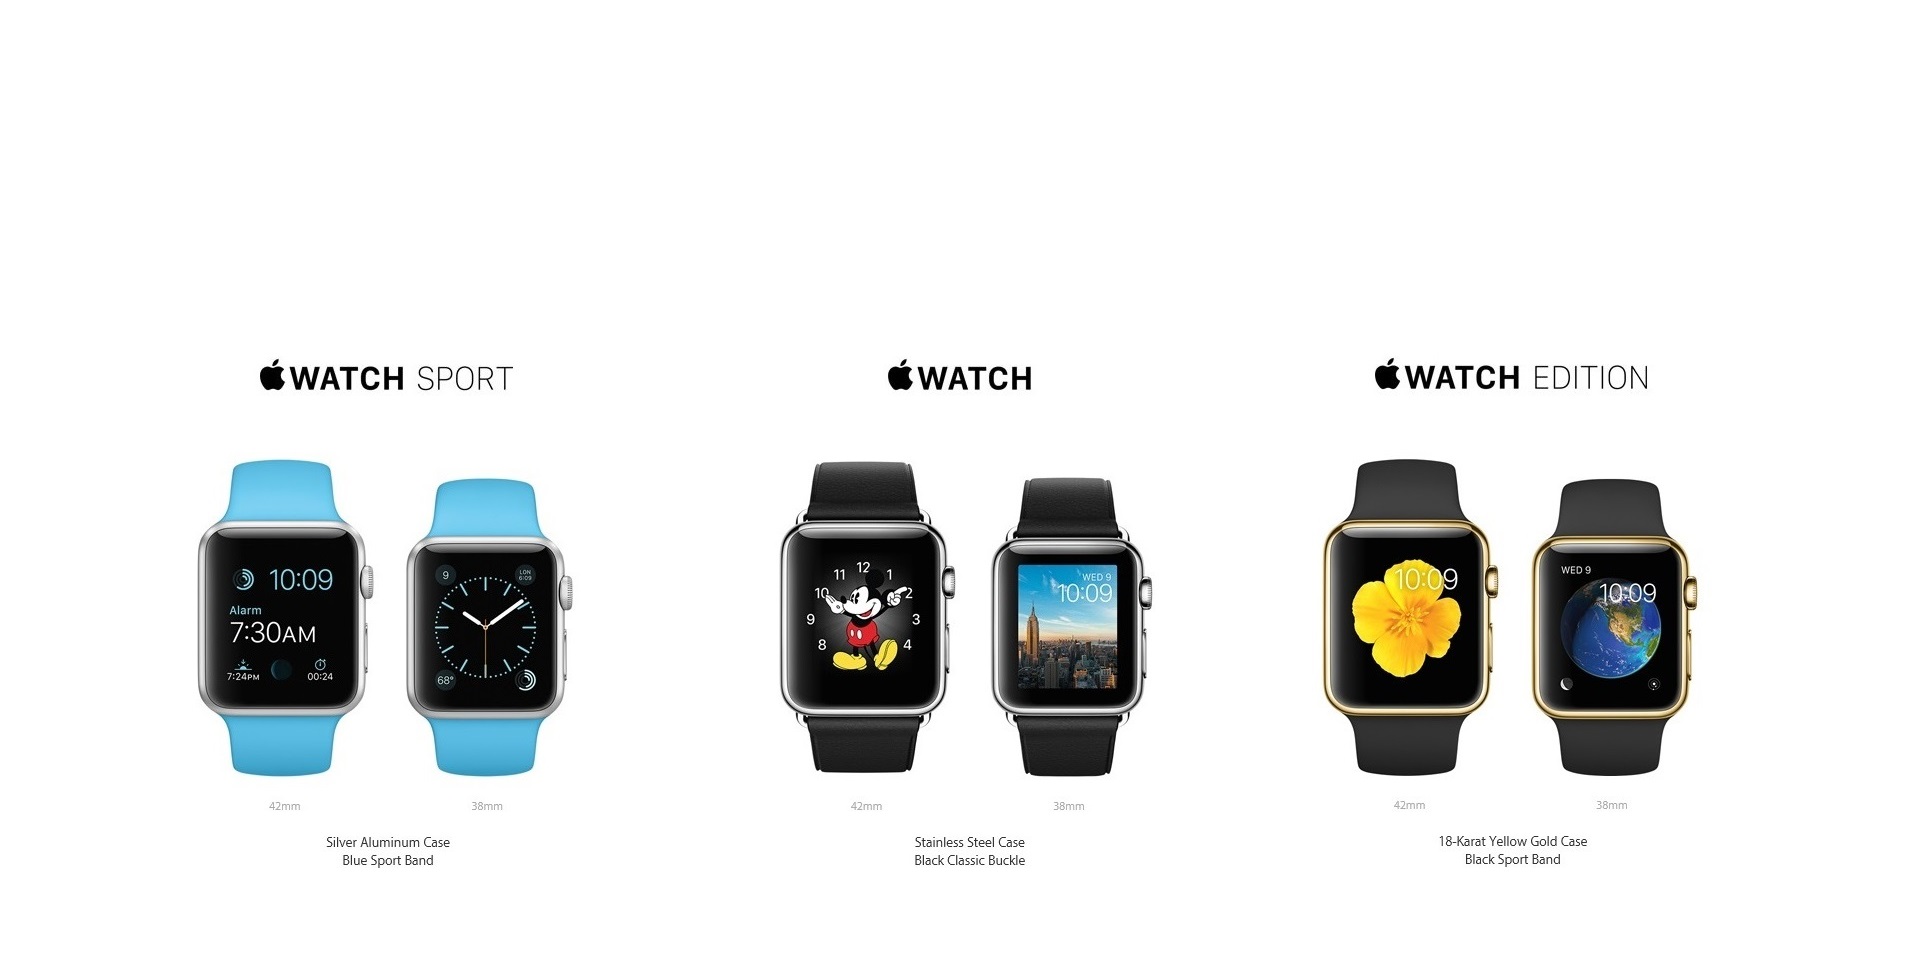 WATCH SPORT
10:09
Alarm
7:30AM
7:24PM 00:24
9 LON 6:09
68°
42mm 38mm
Silver Aluminum Case
Blue Sport Band
WATCH
12
11 1
10 2
9 3
8 4
WED 9
10:09
42mm 38mm
Stainless Steel Case
Black Classic Buckle
WATCH EDITION
10:09
WED 9
10:09
42mm 38mm
18-Karat Yellow Gold Case
Black Sport Band